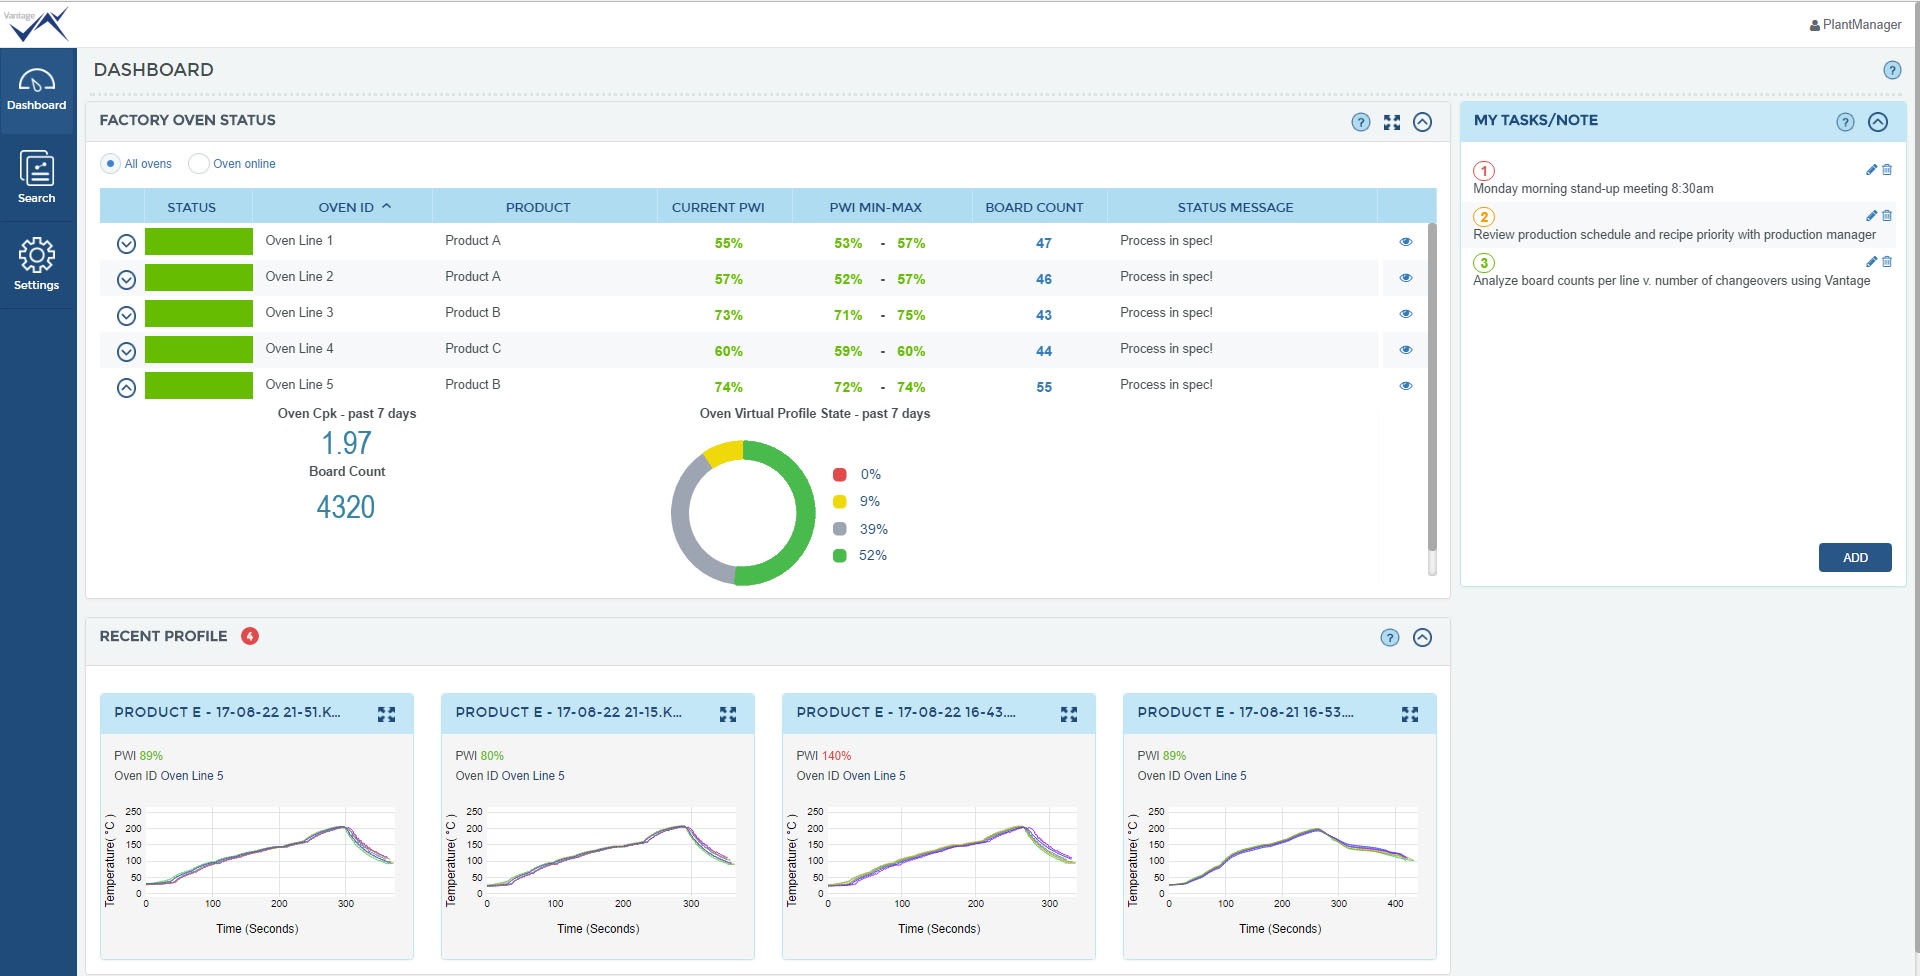 Vantage
PlantManager
Dashboard
Search
Settings
DASHBOARD
?
FACTORY OVEN STATUS
?
All ovens Oven online
STATUS OVEN ID PRODUCT CURRENT PWI PWI MIN-MAX BOARD COUNT STATUS MESSAGE
Oven Line 1 Product A 55% 53% - 57% 47 Process in spec!
Oven Line 2 Product A 57% 52% - 57% 46 Process in spec!
Oven Line 3 Product B 73% 71% - 75% 43 Process in spec!
Oven Line 4 Product C 60% 59% - 60% 44 Process in spec!
Oven Line 5 Product B 74% 72% - 74% 55 Process in spec!
Oven Cpk - past 7 days
1.97
Board Count
4320
Oven Virtual Profile State - past 7 days
0%
9%
39%
52%
MY TASKS/NOTE
?
1
Monday morning stand-up meeting 8:30am
2
Review production schedule and recipe priority with production manager
3
Analyze board counts per line v. number of changeovers using Vantage
ADD
RECENT PROFILE 4
?
PRODUCT E - 17-08-22 21-51.K...
PWI 89%
Oven ID Oven Line 5
Temperature( °C )
250
200
150
100
50
0
0 100 200 300
Time (Seconds)
PRODUCT E - 17-08-22 21-15.K...
PWI 80%
Oven ID Oven Line 5
Temperature( °C )
250
200
150
100
50
0
0 100 200 300
Time (Seconds)
PRODUCT E - 17-08-22 16-43....
PWI 140%
Oven ID Oven Line 5
Temperature( °C )
250
200
150
100
50
0
0 100 200 300
Time (Seconds)
PRODUCT E - 17-08-21 16-53....
PWI 89%
Oven ID Oven Line 5
Temperature( °C )
250
200
150
100
50
0
0 100 200 300 400
Time (Seconds)